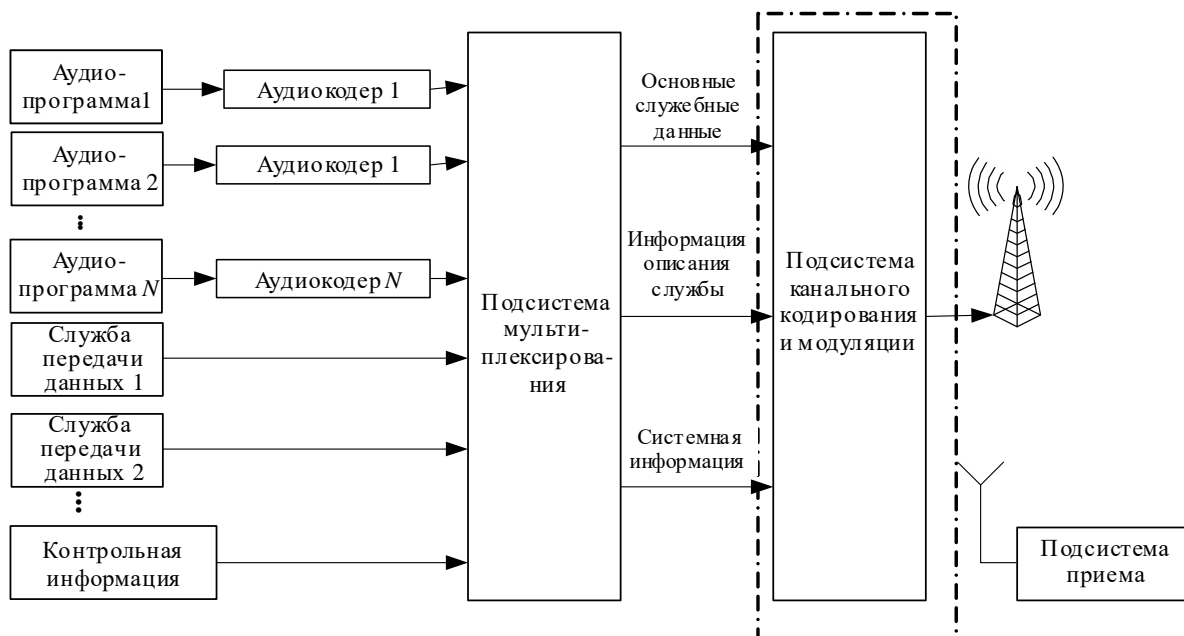 Аудио-
программа1
Аудиокодер 1
Аудио-
программа 2
Аудиокодер 1
Аудио-
программа N
Аудиокодер N
Служба
передачи
данных 1
Служба
передачи
данных 2
Контрольная
информация
Подсистема
мульти-
плексирова-
ния
Основные
служебные
данные
Информация
описания
службы
Системная
информация
Подсистема
канального
кодирования
и модуляции
Подсистема
приема